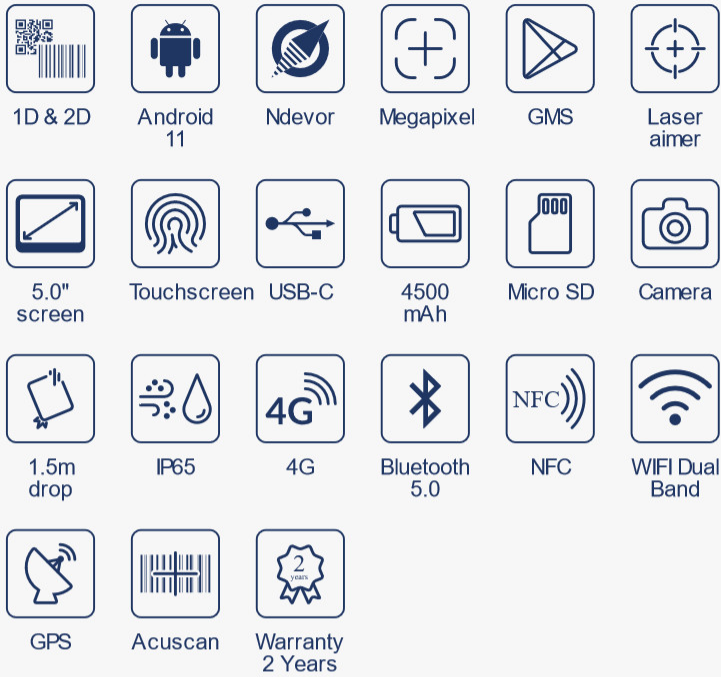 1D & 2D
Android
11
Ndevor
Megapixel
GMS
Laser
aimer
5.0"
screen
Touchscreen
USB-C
4500
mAh
Micro SD
Camera
1.5m
drop
IP65
4G
4G
Bluetooth
5.0
NFC
NFC
WIFI Dual
Band
GPS
Acuscan
2
years
Warranty
2 Years